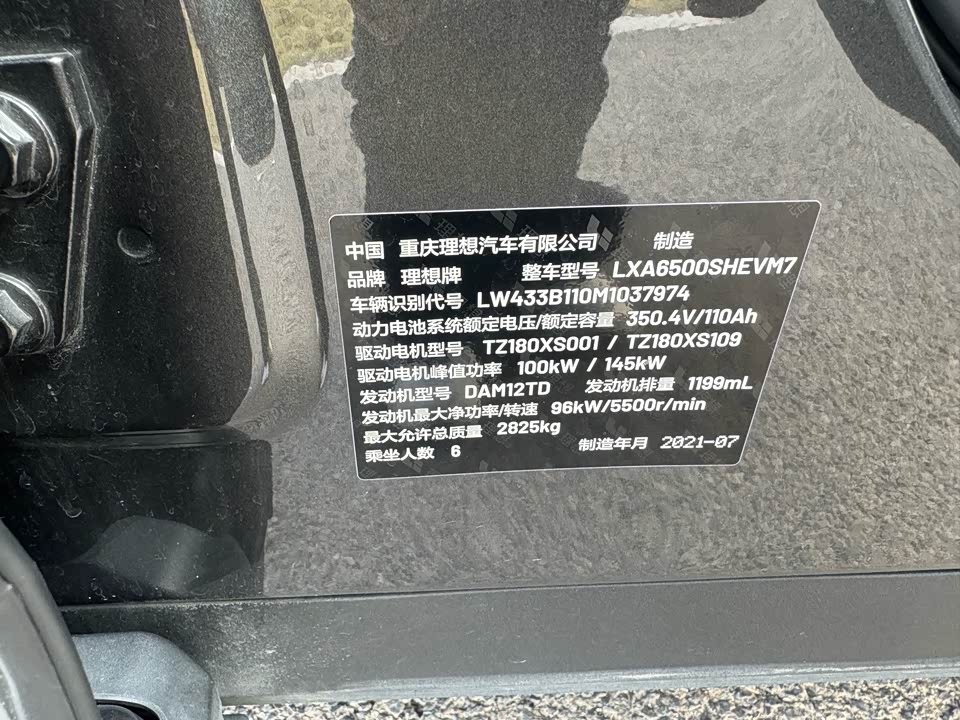 中国 重庆理想汽车有限公司 制造
品牌 理想牌 整车型号 LXA6500SHEVM7
车辆识别代号 LW433B110M1037974
动力电池系统额定电压/额定容量 350.4V/110Ah
驱动电机型号 TZ180XS001 / TZ180XS109
驱动电机峰值功率 100kW / 145kW
发动机型号 DAM12TD 发动机排量 1199mL
发动机最大净功率/转速 96kW/5500r/min
最大允许总质量 2825kg
乘坐人数 6 制造年月 2021-07